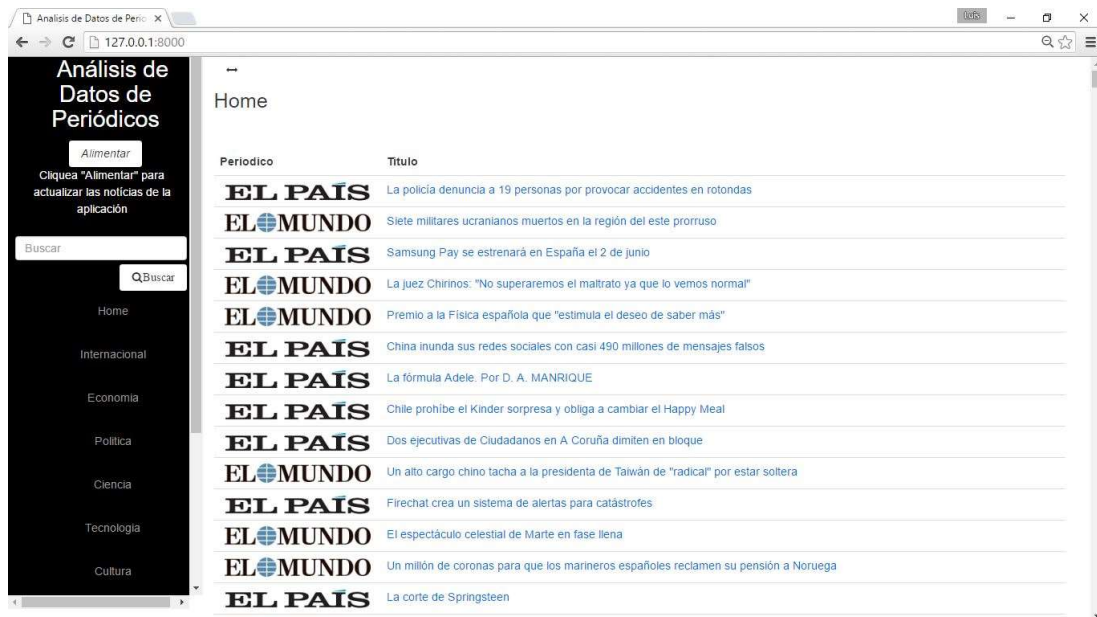 Analisis de Datos de Perio
Luis
127.0.0.1:8000
Análisis de
Datos de
Periódicos
Alimentar
Cliquea "Alimentar" para
actualizar las notícias de la
aplicación
Buscar
Buscar
Home
Internacional
Economia
Politica
Ciencia
Tecnologia
Cultura
Home
Periodico Titulo
EL PAÍS La policía denuncia a 19 personas por provocar accidentes en rotondas
EL MUNDO Siete militares ucranianos muertos en la región del este prorruso
EL PAÍS Samsung Pay se estrenará en España el 2 de junio
EL MUNDO La juez Chirinos: "No superaremos el maltrato ya que lo vemos normal"
EL MUNDO Premio a la Física española que "estimula el deseo de saber más"
EL PAÍS China inunda sus redes sociales con casi 490 millones de mensajes falsos
EL PAÍS La fórmula Adele. Por D. A. MANRIQUE
EL PAÍS Chile prohíbe el Kinder sorpresa y obliga a cambiar el Happy Meal
EL PAÍS Dos ejecutivas de Ciudadanos en A Coruña dimiten en bloque
EL MUNDO Un alto cargo chino tacha a la presidenta de Taiwán de "radical" por estar soltera
EL PAÍS Firechat crea un sistema de alertas para catástrofes
EL MUNDO El espectáculo celestial de Marte en fase llena
EL MUNDO Un millón de coronas para que los marineros españoles reclamen su pensión a Noruega
EL PAÍS La corte de Springsteen